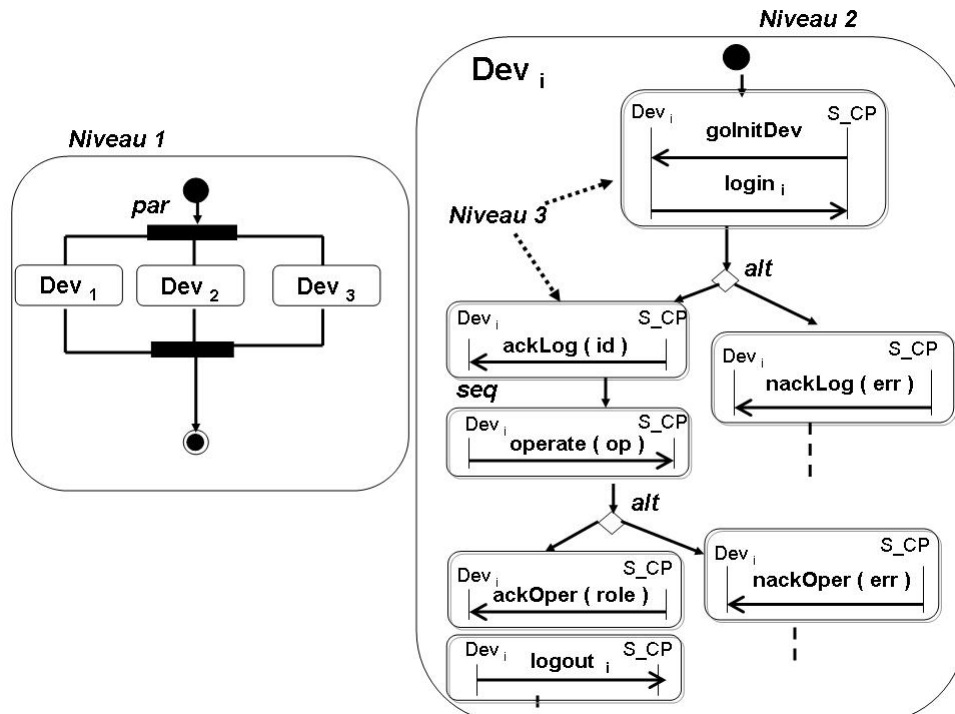 Niveau 1
par
Dev 1
Dev 2
Dev 3
Niveau 2
Dev i
Dev i S_CP
goInitDev
login i
Niveau 3
alt
Dev i S_CP
ackLog ( id )
Dev i S_CP
nackLog ( err )
seq
Dev i S_CP
operate ( op )
alt
Dev i S_CP
ackOper ( role )
Dev i S_CP
nackOper ( err )
Dev i S_CP
logout i